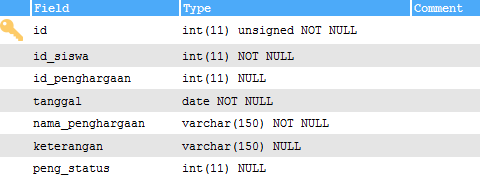 Field Type Comment
id int(11) unsigned NOT NULL
id_siswa int(11) NOT NULL
id_penghargaan int(11) NULL
tanggal date NOT NULL
nama_penghargaan varchar(150) NOT NULL
keterangan varchar(150) NULL
peng_status int(11) NULL